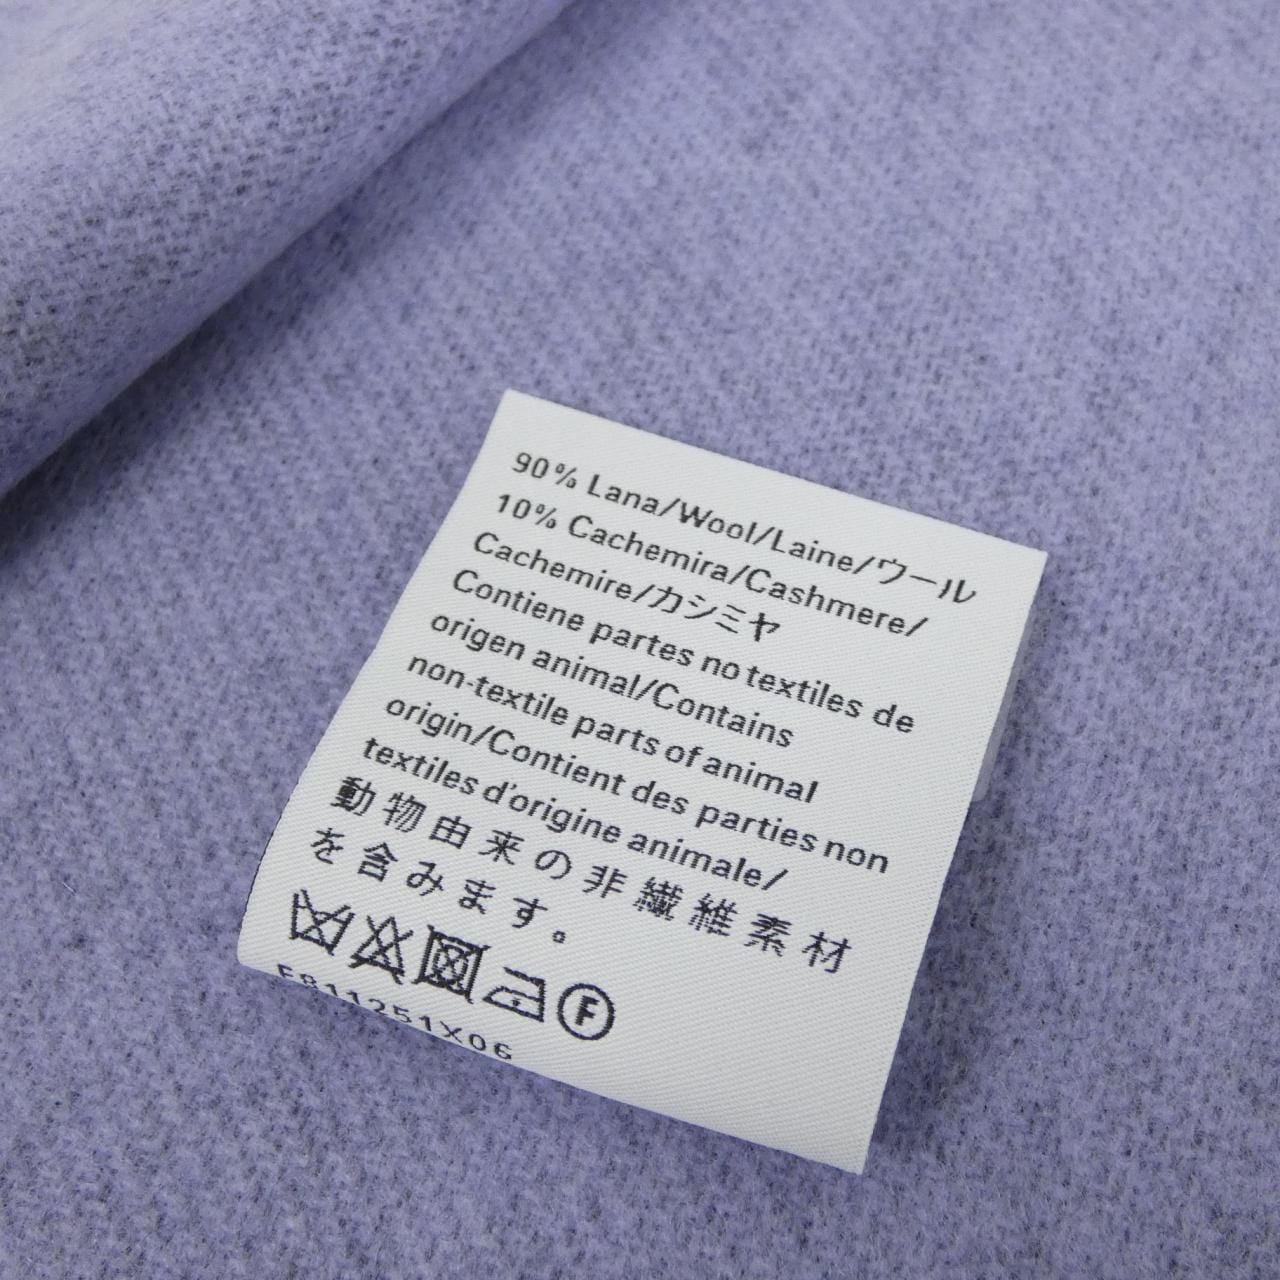 90% Lana/Wool/Laine/ウール
10% Cachemira/Cashmere/
Cachemire/カシミヤ
Contiene partes no textiles de
origen animal/Contains
non-textile parts of animal
origin/Contient des parties non
textiles d'origine animale/
動物由来の非繊維素材
を含みます。
F
F811251X06